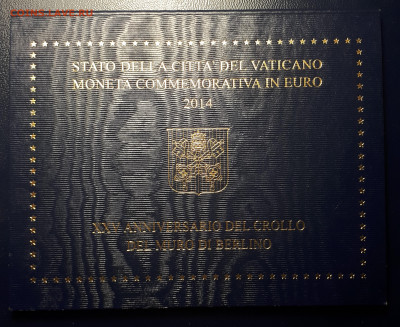 STATO DELLA CITTA' DEL VATICANO
MONETA COMMEMORATIVA IN EURO
2014
XXV ANNIVERSARIO DEL CROLLO
DEL MURO DI BERLINO